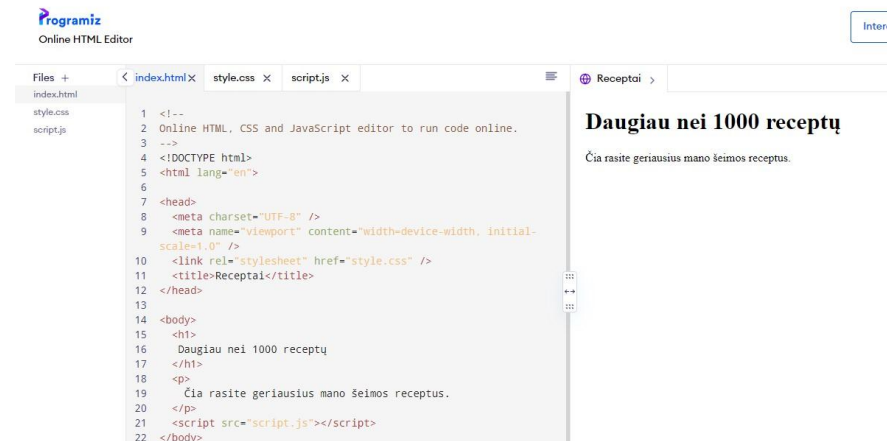 Programiz
Online HTML Editor
Files +
index.html
style.css
script.js
index.html × style.css × script.js ×
1 <!--
2 Online HTML, CSS and JavaScript editor to run code online.
3 -->
4 <!DOCTYPE html>
5 <html lang="en">
6
7 <head>
8 <meta charset="UTF-8" />
9 <meta name="viewport" content="width=device-width, initial-
scale=1.0" />
10 <link rel="stylesheet" href="style.css" />
11 <title>Receptai</title>
12 </head>
13
14 <body>
15 <h1>
16 Daugiau nei 1000 receptų
17 </h1>
18 <p>
19 Čia rasite geriausius mano šeimos receptus.
20 </p>
21 <script src="script.js"></script>
22 </body>
Receptai >
Daugiau nei 1000 receptų
Čia rasite geriausius mano šeimos receptus.